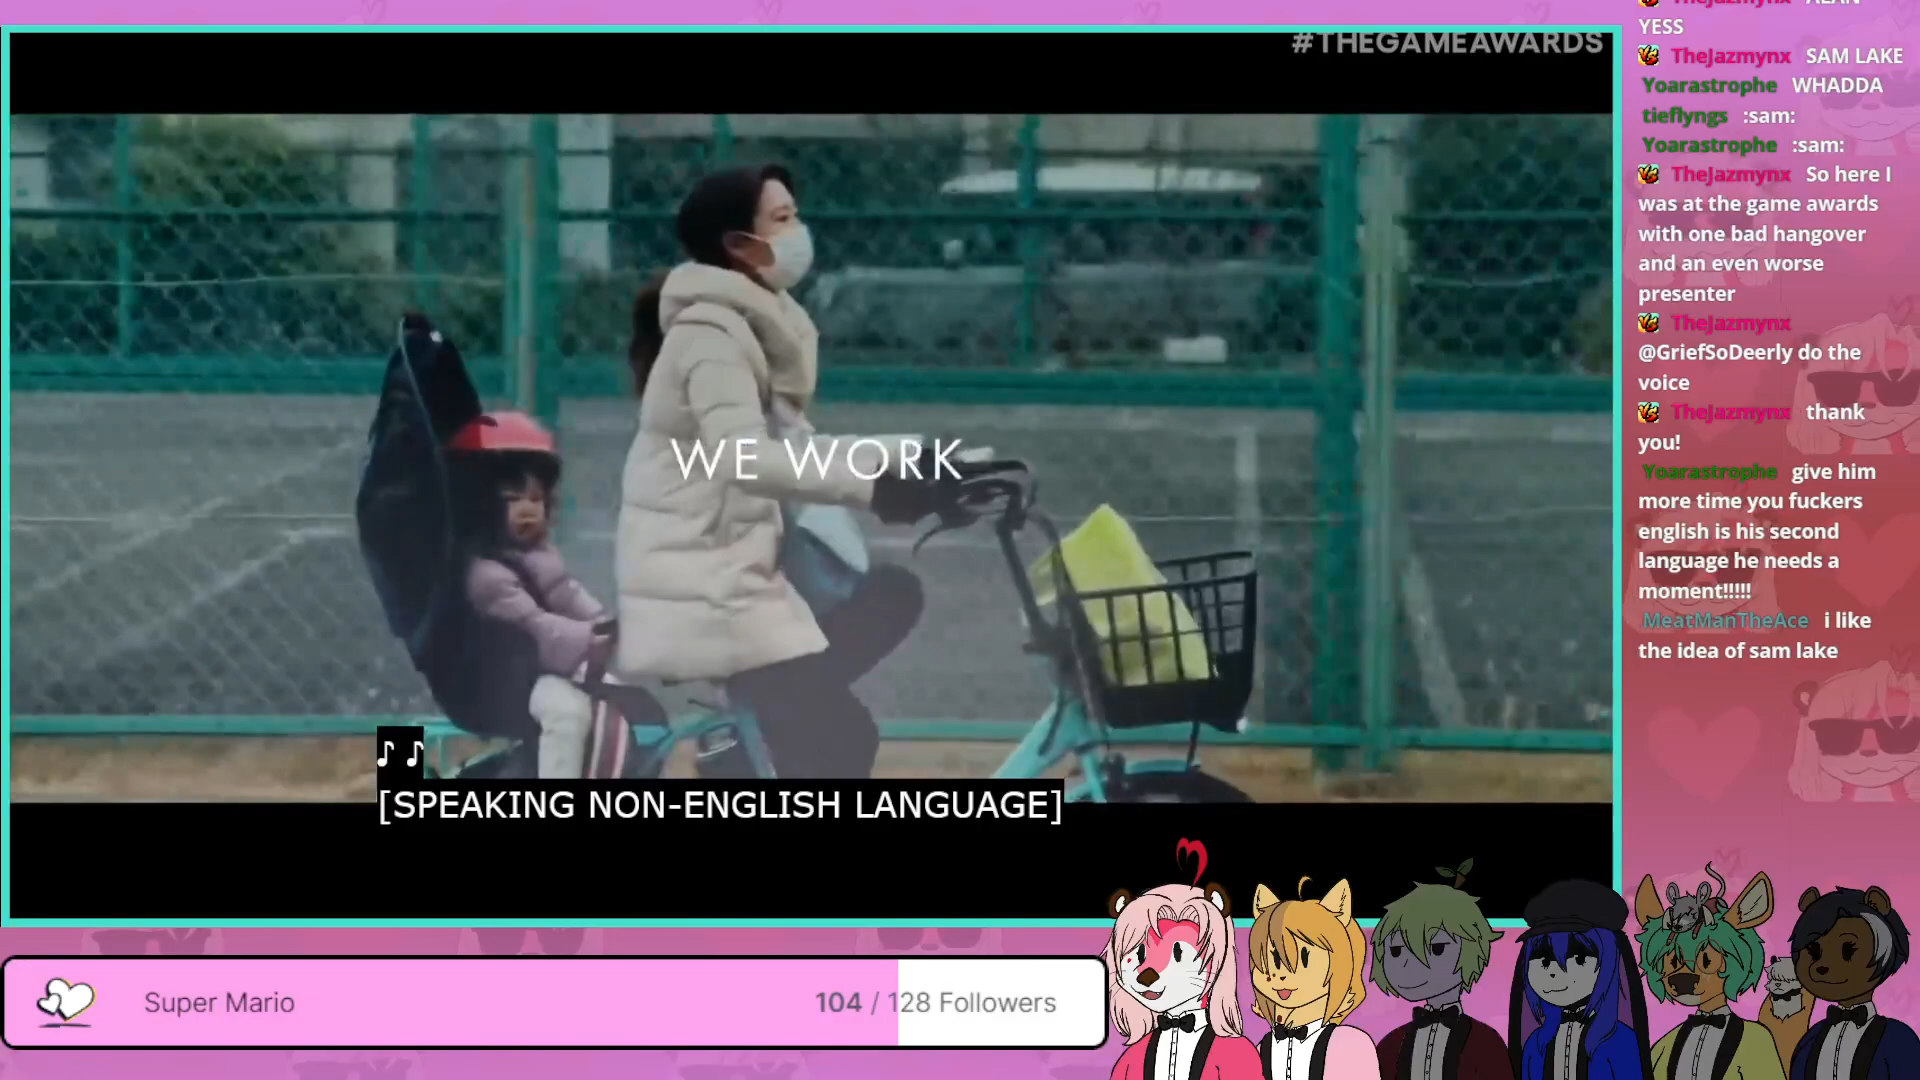 #THEGAMEAWARDS
WE WORK
♪ ♪
[SPEAKING NON-ENGLISH LANGUAGE]
Super Mario
104 / 128 Followers
YESS
TheJazmynx SAM LAKE
Yoarastrophe WHADDA
tieflyngs :sam:
Yoarastrophe :sam:
TheJazmynx So here I
was at the game awards
with one bad hangover
and an even worse
presenter
TheJazmynx
@GriefSoDeerly do the
voice
TheJazmynx thank
you!
Yoarastrophe give him
more time you fuckers
english is his second
language he needs a
moment!!!!!
MeatManTheAce i like
the idea of sam lake